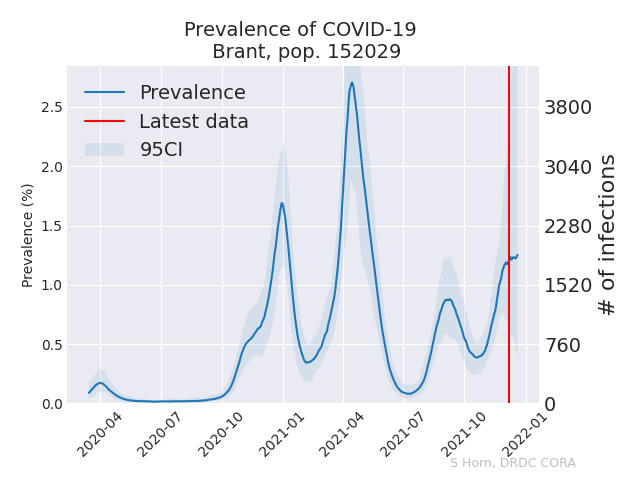 Prevalence of COVID-19
Brant, pop. 152029
Prevalence
Latest data
95CI
Prevalence (%)
2.5
2.0
1.5
1.0
0.5
0.0
3800
3040
2280
1520
760
0
# of infections
2020-04
2020-07
2020-10
2021-01
2021-04
2021-07
2021-10
2022-01
S Horn, DRDC CORA